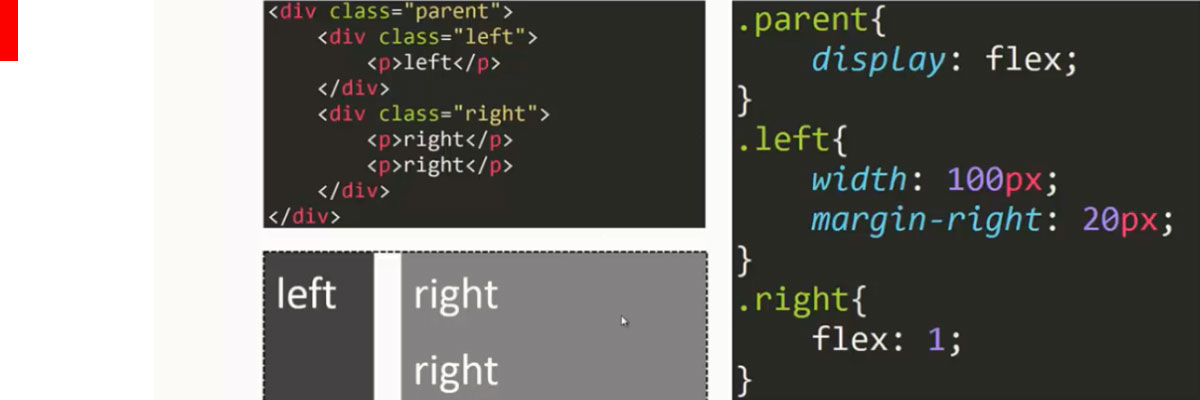 <div class="parent">
<div class="left">
<p>left</p>
</div>
<div class="right">
<p>right</p>
<p>right</p>
</div>
</div>
left
right
right
.parent{
display: flex;
}
.left{
width: 100px;
margin-right: 20px;
}
.right{
flex: 1;
}